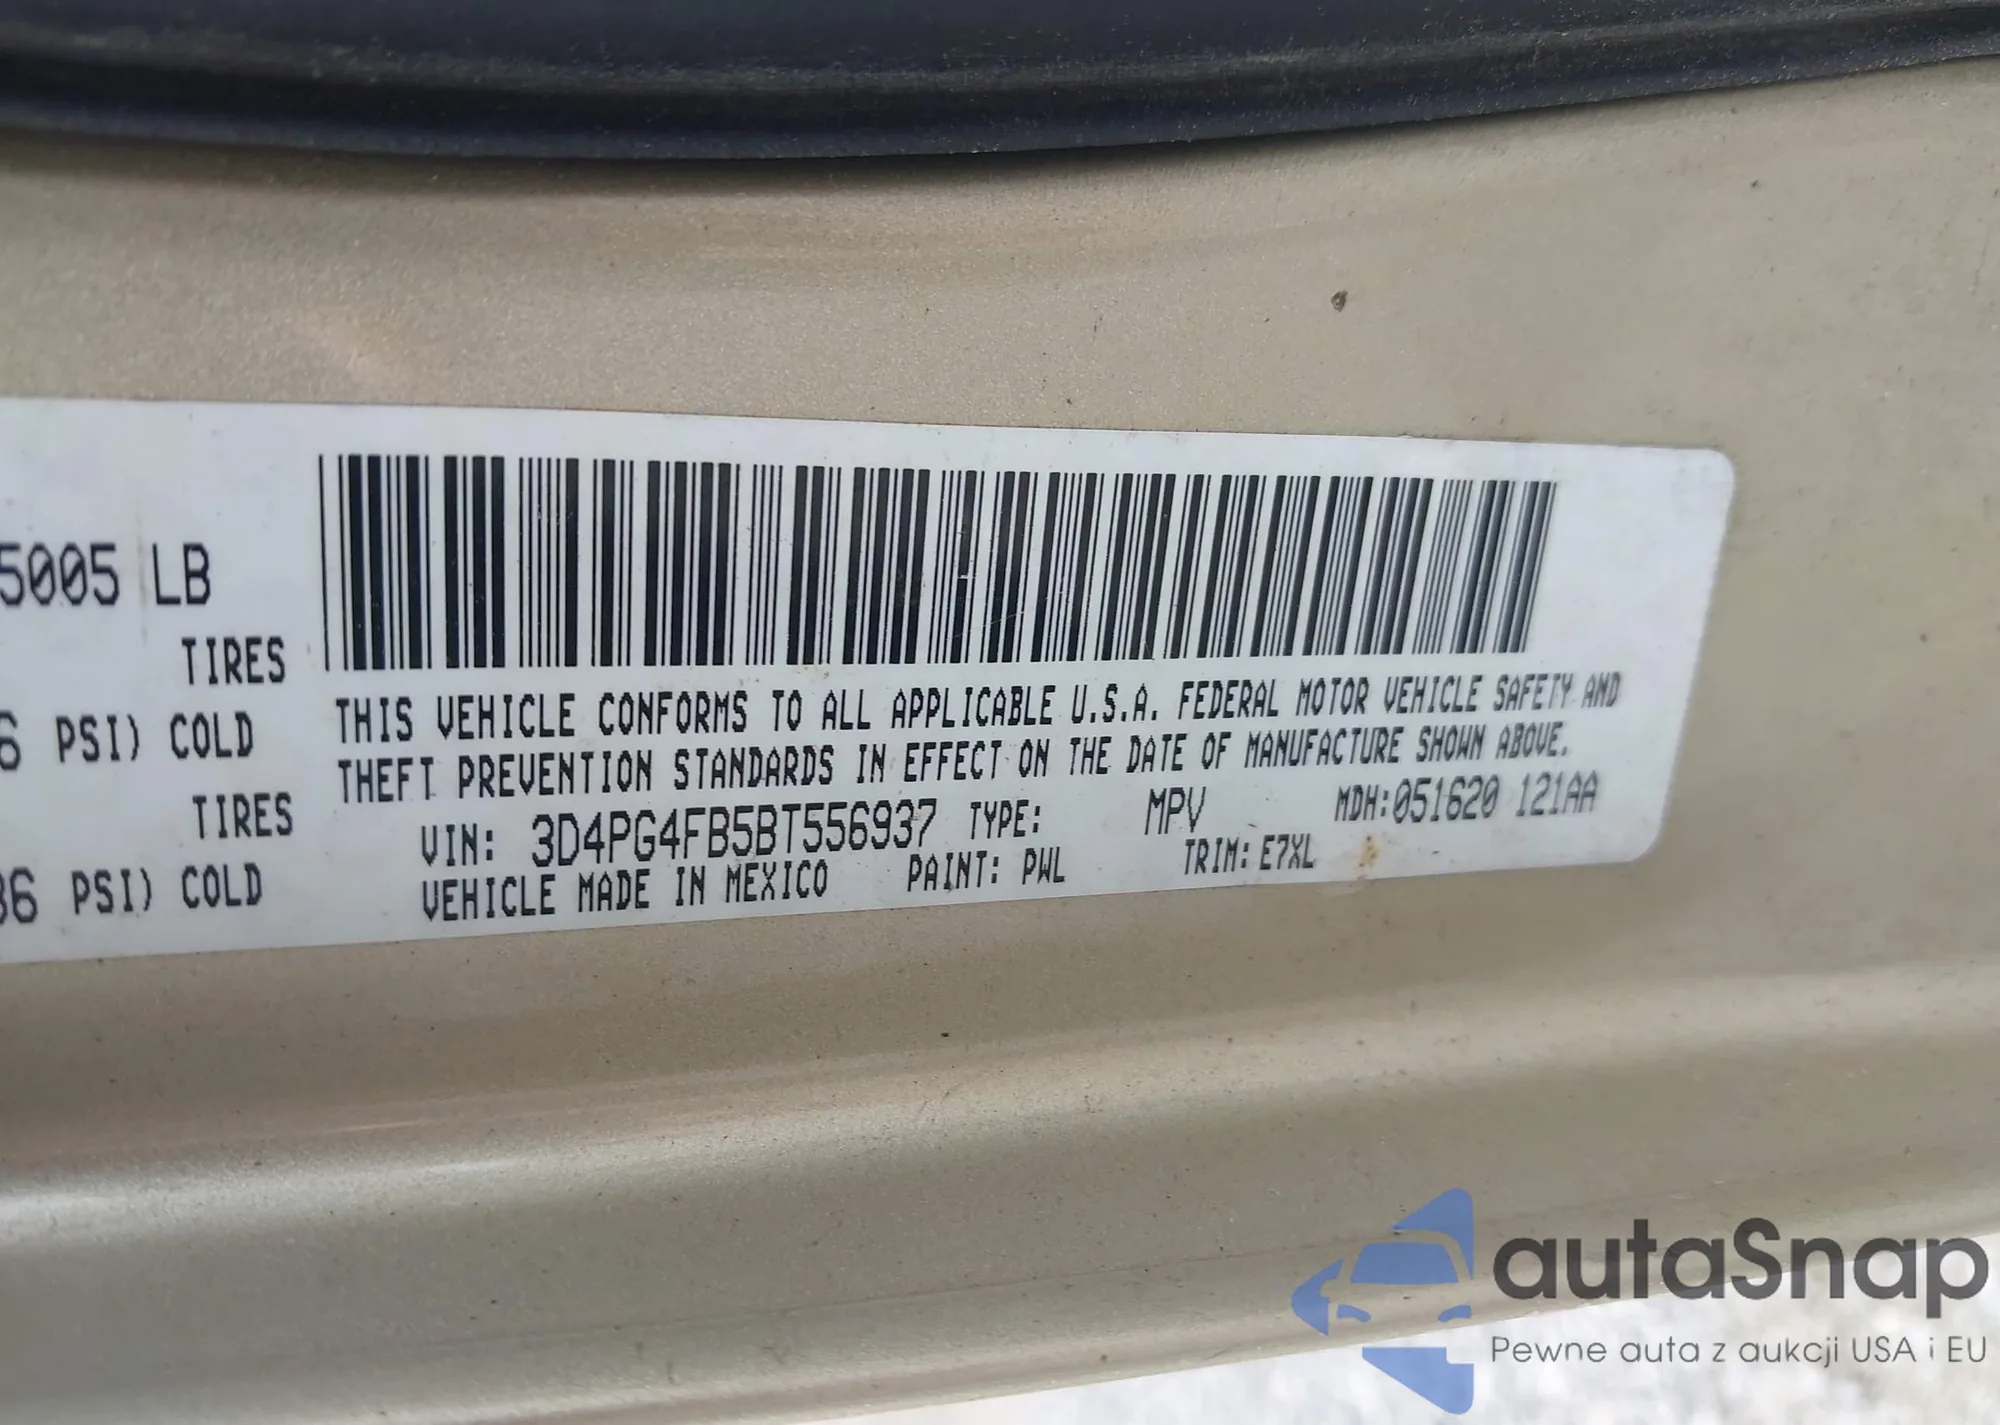 5005 LB
TIRES
6 PSI) COLD
TIRES
36 PSI) COLD
THIS VEHICLE CONFORMS TO ALL APPLICABLE U.S.A. FEDERAL MOTOR VEHICLE SAFETY AND
THEFT PREVENTION STANDARDS IN EFFECT ON THE DATE OF MANUFACTURE SHOWN ABOVE.
VIN: 3D4PG4FB5BT556937 TYPE: MPV MDH:051620 121AA
VEHICLE MADE IN MEXICO PAINT: PWL TRIM: E7XL
autaSnap
Pewne auta z aukcji USA i EU